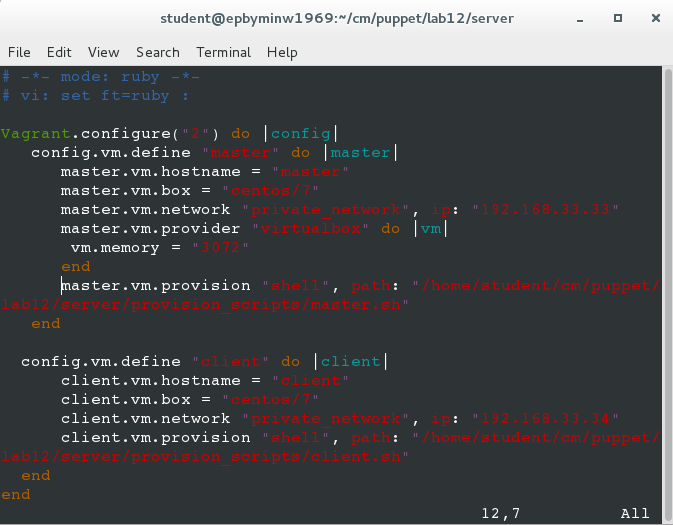 student@epbyminw1969:~/cm/puppet/lab12/server
File Edit View Search Terminal Help
# -*- mode: ruby -*-
# vi: set ft=ruby :
Vagrant.configure("2") do |config|
config.vm.define "master" do |master|
master.vm.hostname = "master"
master.vm.box = "centos/7"
master.vm.network "private_network", ip: "192.168.33.33"
master.vm.provider "virtualbox" do |vm|
vm.memory = "3072"
end
master.vm.provision "shell", path: "/home/student/cm/puppet/
lab12/server/provision_scripts/master.sh"
end
config.vm.define "client" do |client|
client.vm.hostname = "client"
client.vm.box = "centos/7"
client.vm.network "private_network", ip: "192.168.33.34"
client.vm.provision "shell", path: "/home/student/cm/puppet/
lab12/server/provision_scripts/client.sh"
end
end
12,7 All